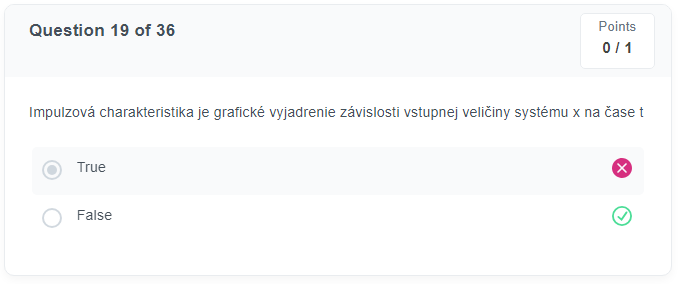 Question 19 of 36
Points
0 / 1
Impulzová charakteristika je grafické vyjadrenie závislosti vstupnej veličiny systému x na čase t
True
False